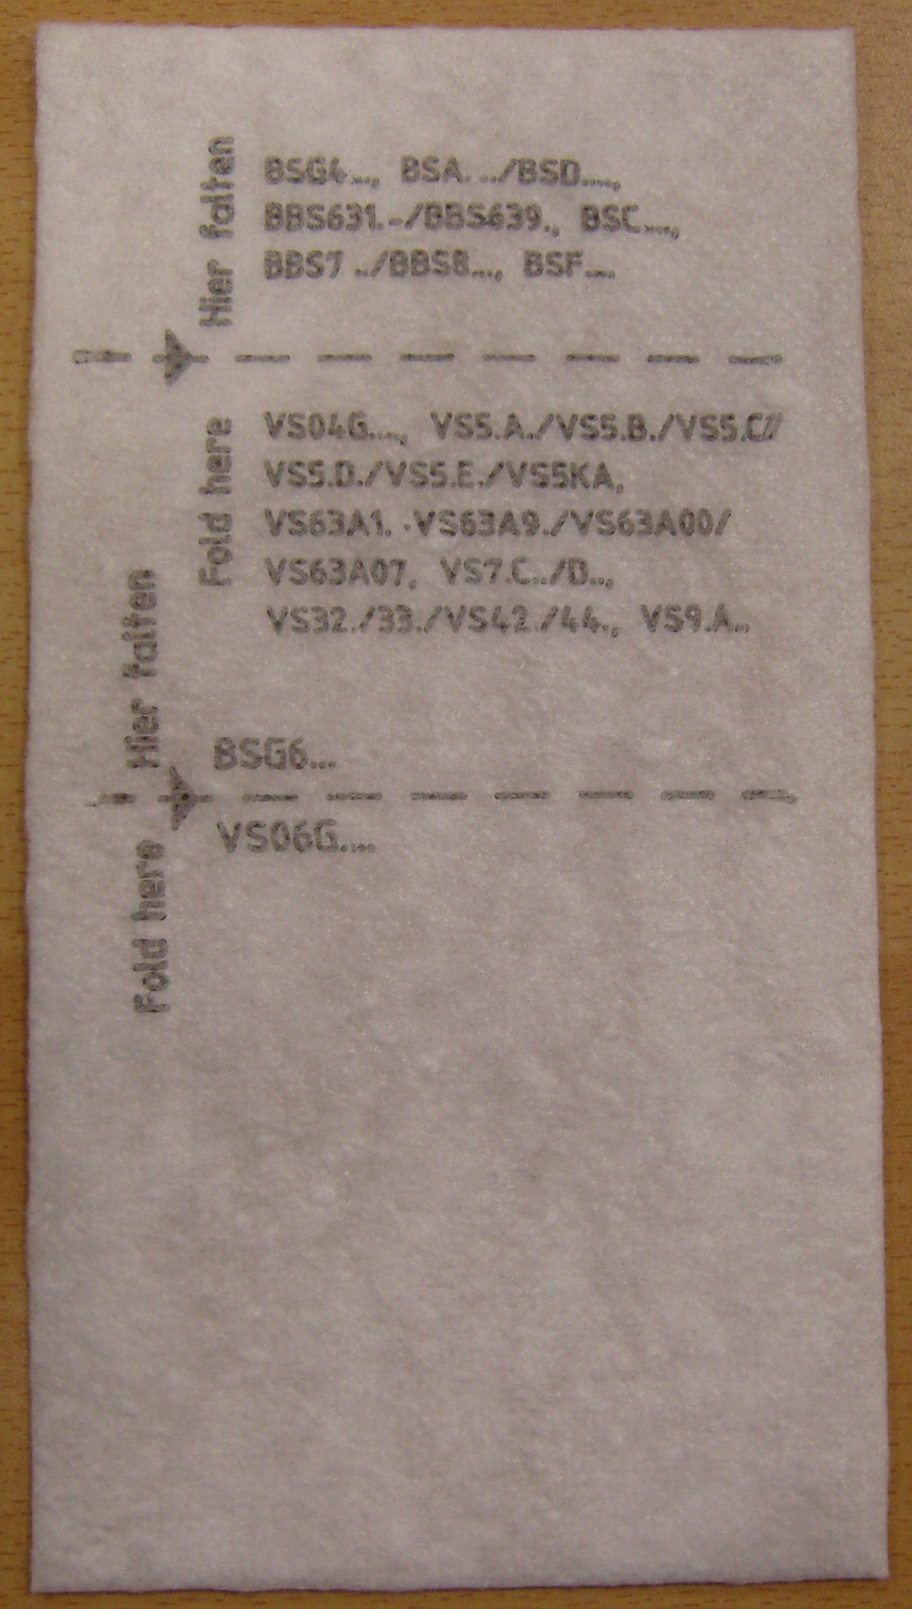 Hier falten
BSG4..., BSA. ../BSD....,
BBS631.-/BBS639., BSC....,
BBS7 ../BBS8..., BSF....
Fold here
VS04G...., VS5.A./VS5.B./VS5.C//
VS5.D./VS5.E./VS5KA,
VS63A1. -VS63A9./VS63A00/
VS63A07, VS7.C../D..,
VS32./33./VS42./44., VS9.A..
Hier falten
BSG6...
Fold here
VS06G....